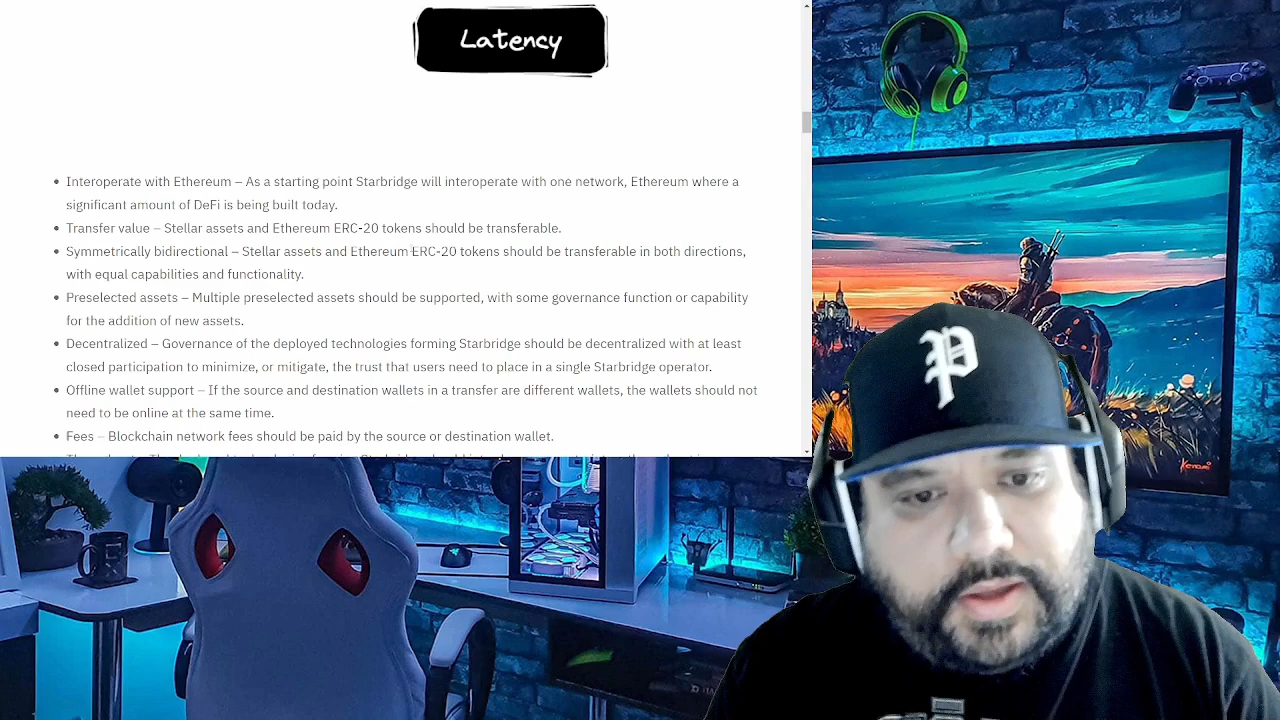 Latency
Interoperate with Ethereum – As a starting point Starbridge will interoperate with one network, Ethereum where a
significant amount of DeFi is being built today.
Transfer value – Stellar assets and Ethereum ERC-20 tokens should be transferable.
Symmetrically bidirectional – Stellar assets and Ethereum ERC-20 tokens should be transferable in both directions,
with equal capabilities and functionality.
Preselected assets – Multiple preselected assets should be supported, with some governance function or capability
for the addition of new assets.
Decentralized – Governance of the deployed technologies forming Starbridge should be decentralized with at least
closed participation to minimize or mitigate, the trust that users need to place in a single Starbridge operator.
Offline wallet support – If the source and destination wallets in a transfer are different wallets, the wallets should not
need to be online at the same time.
Fees – Blockchain network fees should be paid by the source or destination wallet.
P